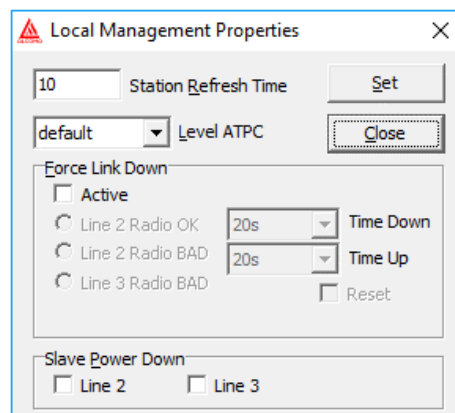 Local Management Properties
10 Station Refresh Time Set
default Level ATPC Close
Force Link Down
Active
Line 2 Radio OK 20s Time Down
Line 2 Radio BAD 20s Time Up
Line 3 Radio BAD Reset
Slave Power Down
Line 2 Line 3